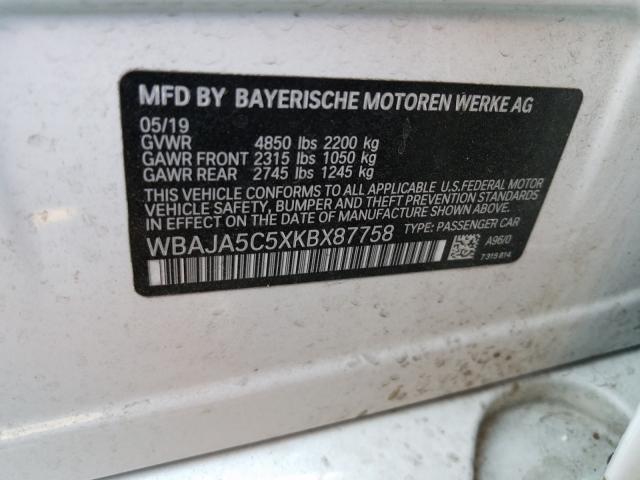 MFD BY BAYERISCHE MOTOREN WERKE AG
05/19
GVWR 4850 lbs 2200 kg
GAWR FRONT 2315 lbs 1050 kg
GAWR REAR 2745 lbs 1245 kg
THIS VEHICLE CONFORMS TO ALL APPLICABLE U.S.FEDERAL MOTOR
VEHICLE SAFETY, BUMPER AND THEFT PREVENTION STANDARDS
IN EFFECT ON THE DATE OF MANUFACTURE SHOWN ABOVE.
WBAJA5C5XKBX87758 TYPE: PASSENGER CAR
A96/0
7 315 814